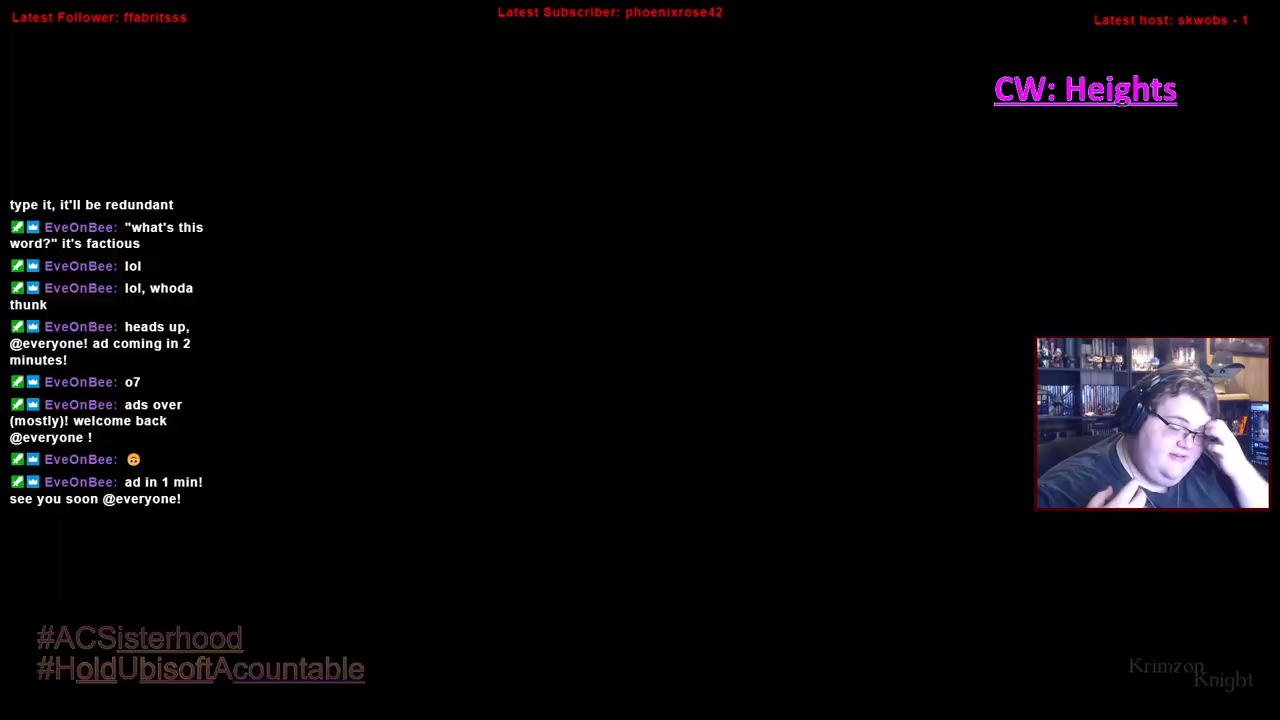 Latest Follower: ffabritsss
Latest Subscriber: phoenixrose42
Latest host: skwobs - 1
CW: Heights
type it, it'll be redundant
EveOnBee: "what's this
word?" it's factious
EveOnBee: lol
EveOnBee: lol, whoda
thunk
EveOnBee: heads up,
@everyone! ad coming in 2
minutes!
EveOnBee: o7
EveOnBee: ads over
(mostly)! welcome back
@everyone !
EveOnBee: 🙃
EveOnBee: ad in 1 min!
see you soon @everyone!
#ACSisterhood
#HoldUbisoftAcountable
Krimzon
Knight